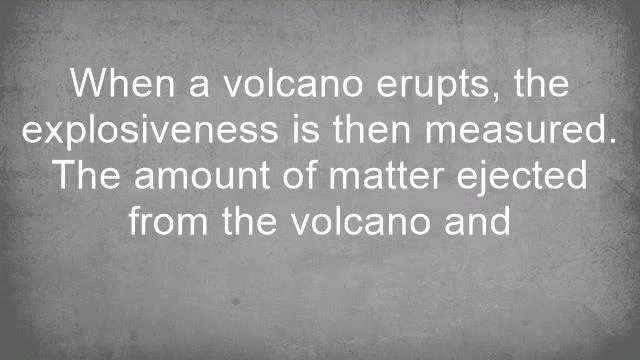 When a volcano erupts, the
explosiveness is then measured.
The amount of matter ejected
from the volcano and